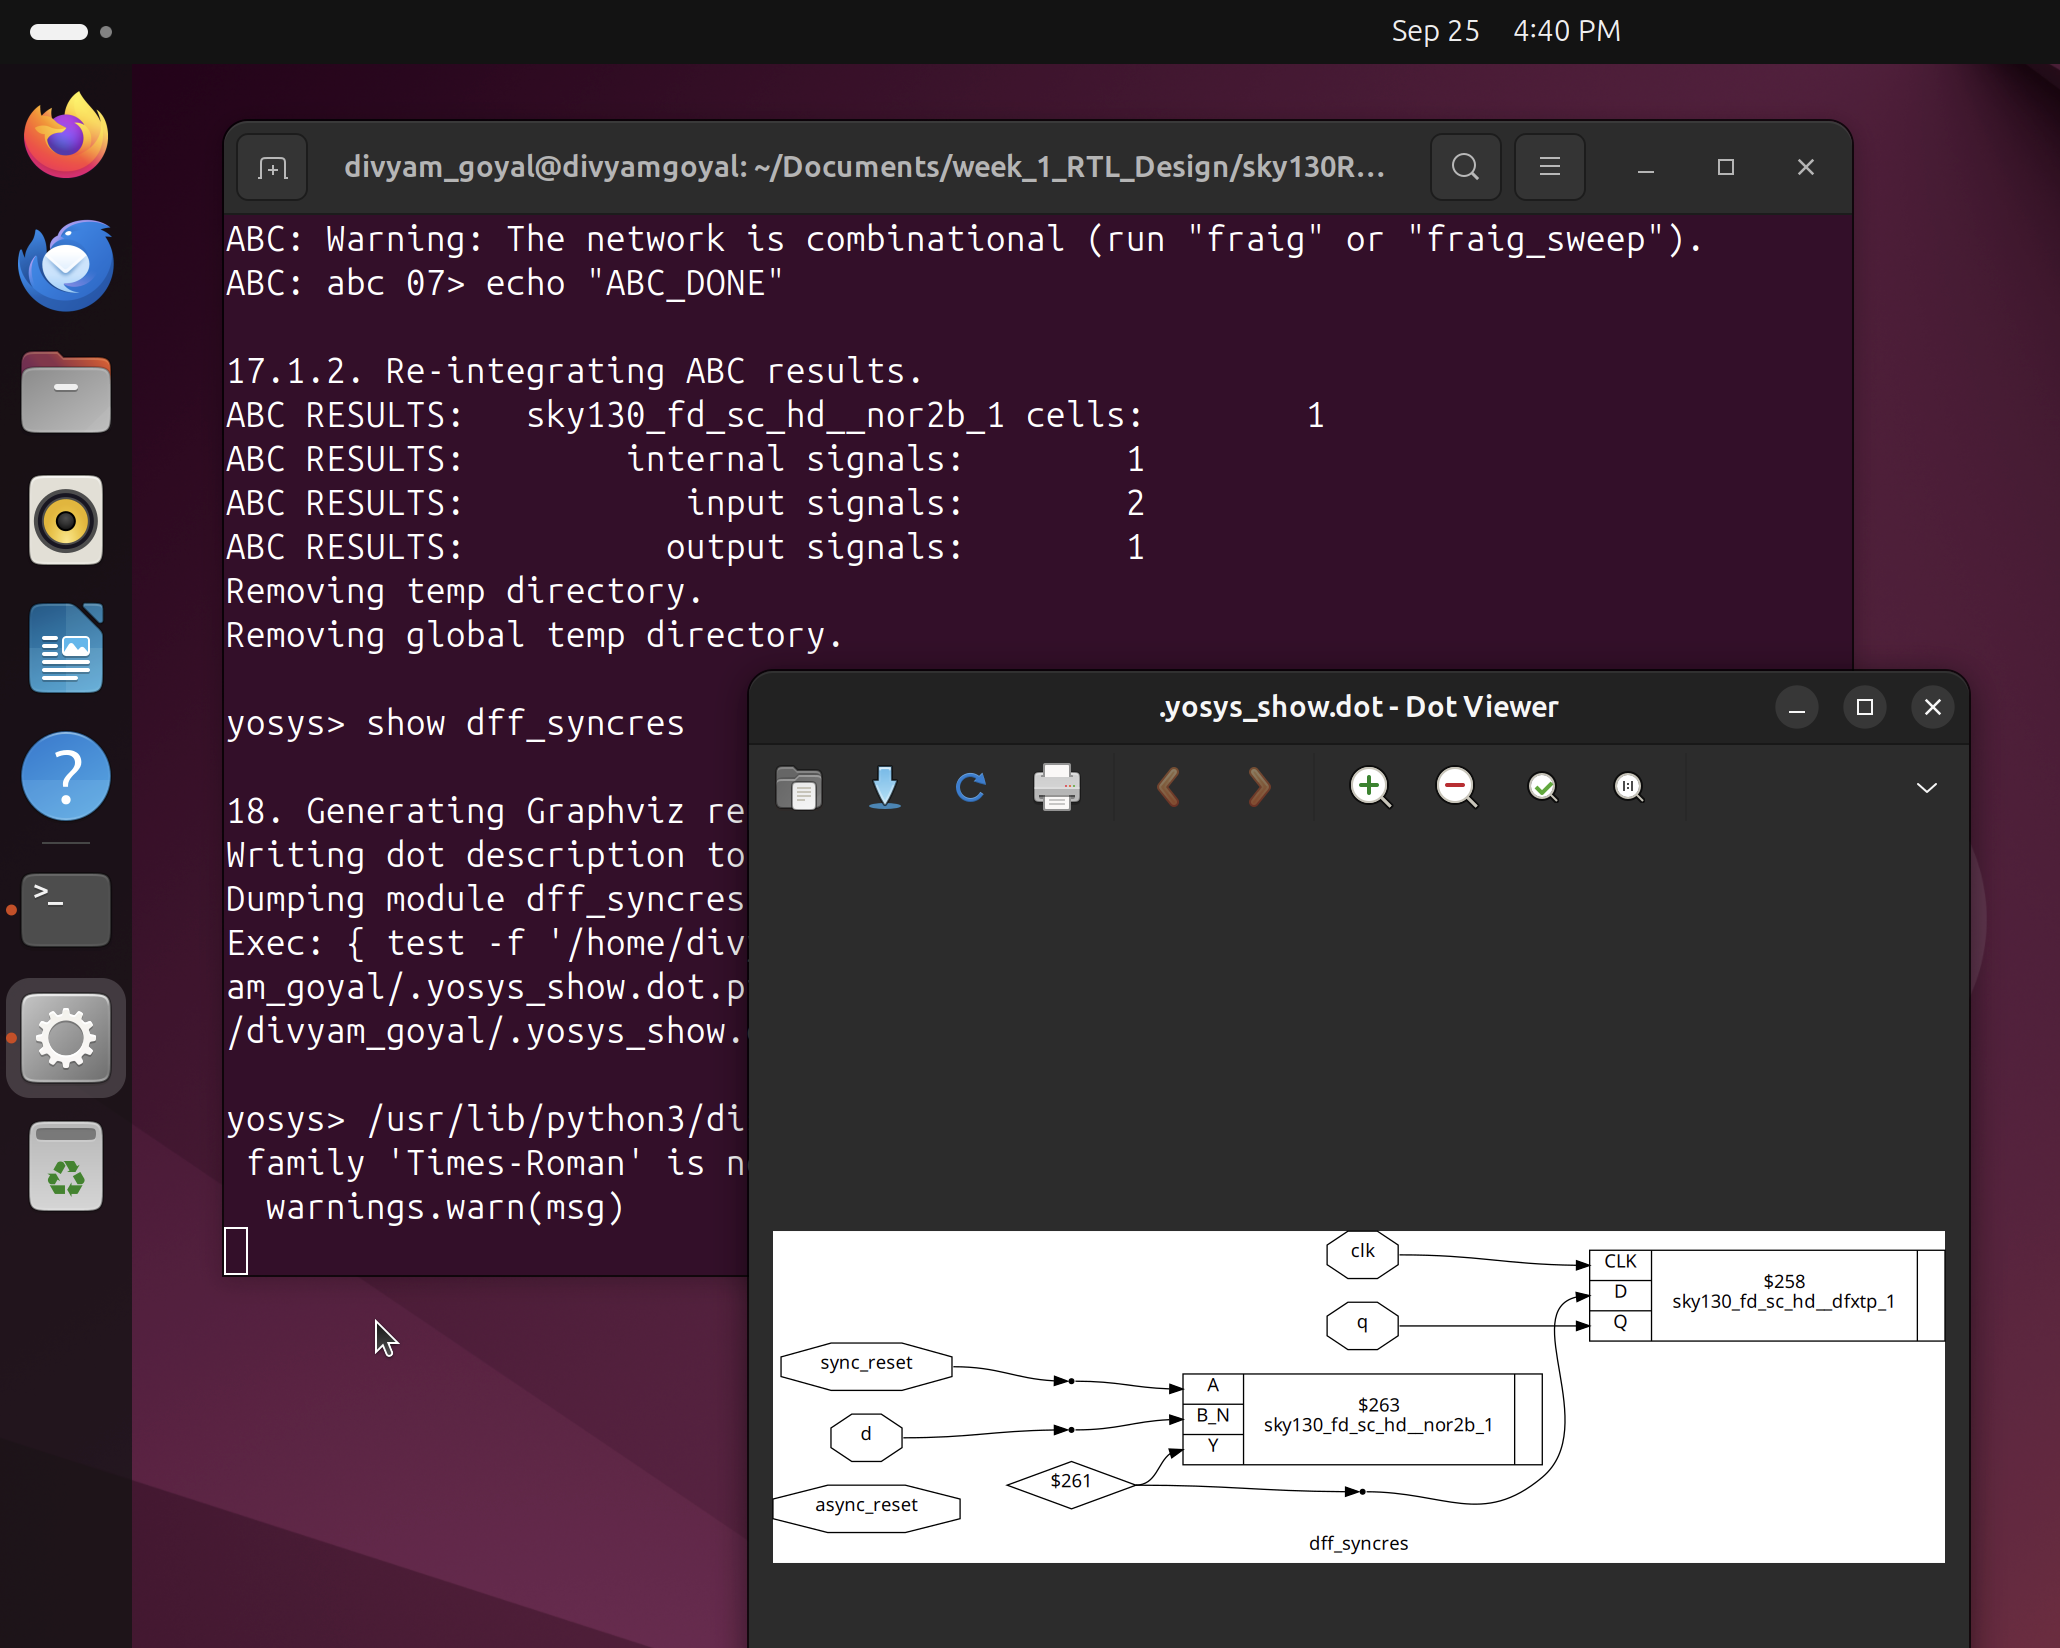 Sep 25 4:40 PM
divyam_goyal@divyamgoyal: ~/Documents/week_1_RTL_Design/sky130R...
ABC: Warning: The network is combinational (run "fraig" or "fraig_sweep").
ABC: abc 07> echo "ABC_DONE"
17.1.2. Re-integrating ABC results.
ABC RESULTS: sky130_fd_sc_hd__nor2b_1 cells: 1
ABC RESULTS: internal signals: 1
ABC RESULTS: input signals: 2
ABC RESULTS: output signals: 1
Removing temp directory.
Removing global temp directory.
yosys> show dff_syncres
18. Generating Graphviz re
Writing dot description to
Dumping module dff_syncres
Exec: { test -f '/home/div
am_goyal/.yosys_show.dot.p
/divyam_goyal/.yosys_show.
yosys> /usr/lib/python3/di
family 'Times-Roman' is n
warnings.warn(msg)
.yosys_show.dot - Dot Viewer
clk
CLK
D
Q
$258
sky130_fd_sc_hd__dfxtp_1
q
sync_reset
A
B_N
Y
$263
sky130_fd_sc_hd__nor2b_1
d
$261
async_reset
dff_syncres